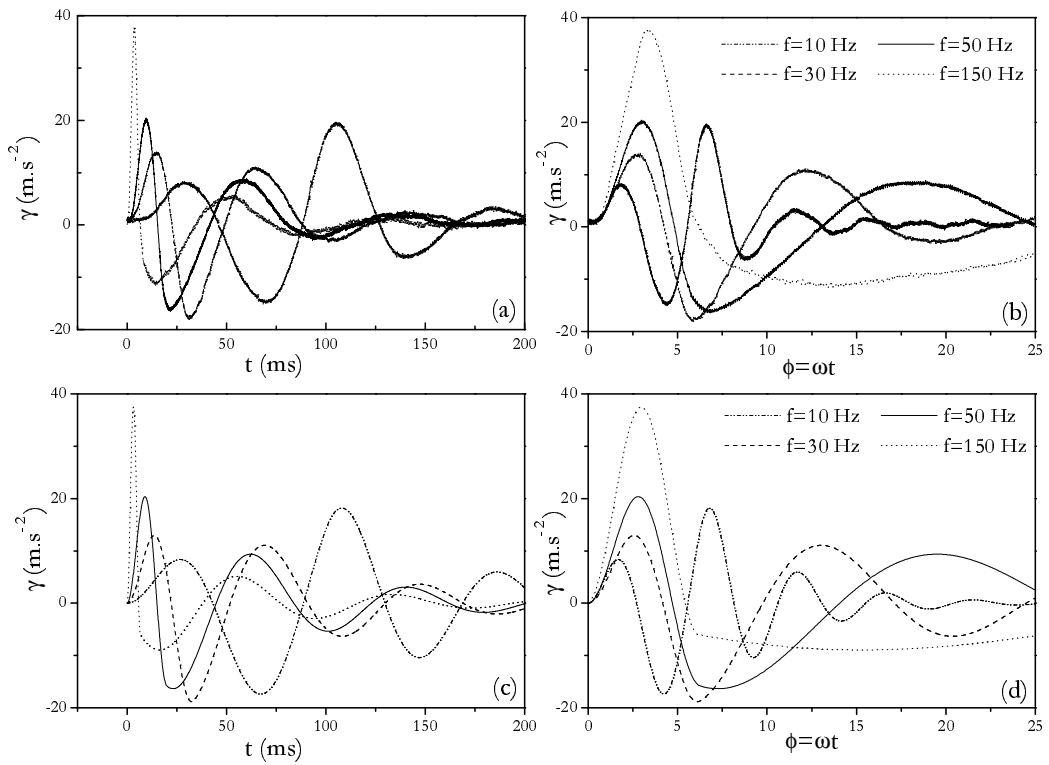 40
20
0
-20
γ (m.s⁻²)
0 50 100 150 200
t (ms)
(a)
40
20
0
-20
γ (m.s⁻²)
f=10 Hz f=50 Hz
f=30 Hz f=150 Hz
0 5 10 15 20 25
ϕ=ωt
(b)
40
20
0
-20
γ (m.s⁻²)
0 50 100 150 200
t (ms)
(c)
40
20
0
-20
γ (m.s⁻²)
f=10 Hz f=50 Hz
f=30 Hz f=150 Hz
0 5 10 15 20 25
ϕ=ωt
(d)